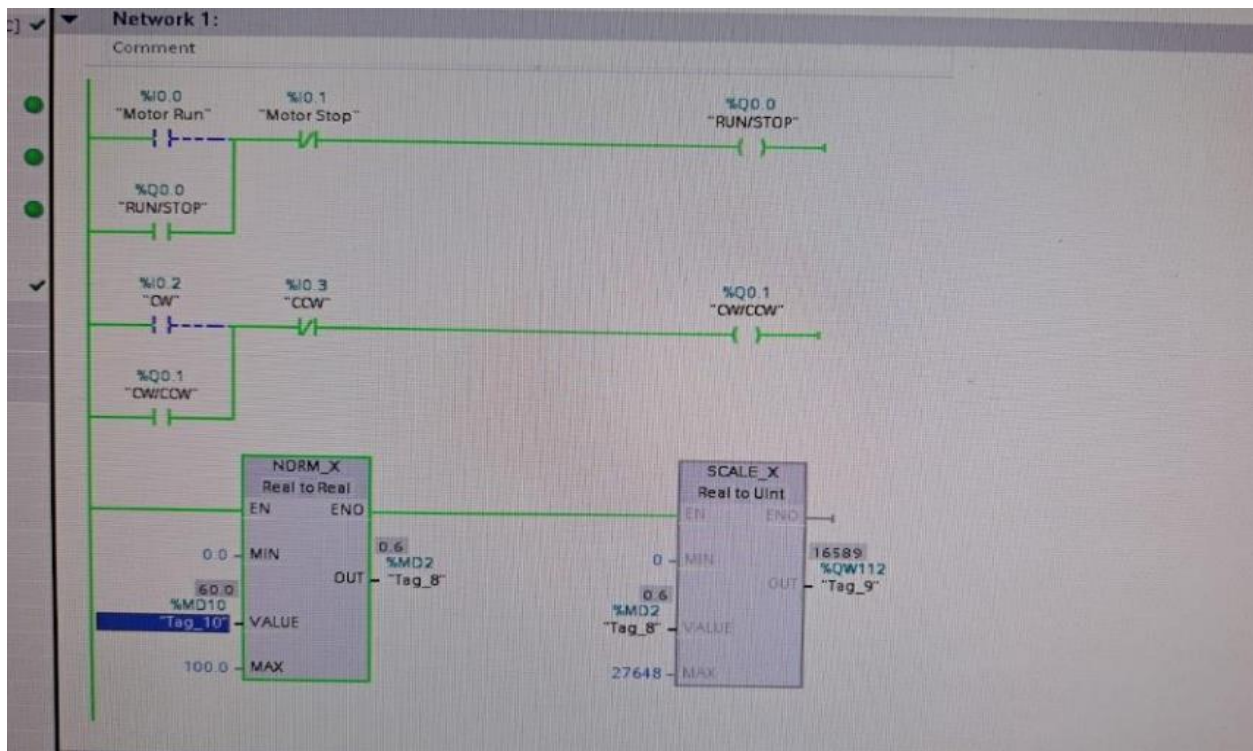 Network 1:
Comment
%I0.0
"Motor Run"
%I0.1
"Motor Stop"
%Q0.0
"RUN/STOP"
%Q0.0
"RUN/STOP"
%I0.2
"CW"
%I0.3
"CCW"
%Q0.1
"CW/CCW"
%Q0.1
"CW/CCW"
NORM_X
Real to Real
EN ENO
0.0 MIN
0.6
%MD2
OUT "Tag_8"
60.0
%MD10
"Tag_10" VALUE
100.0 MAX
SCALE_X
Real to UInt
EN ENO
0 MIN
16589
%QW112
OUT "Tag_9"
0.6
%MD2
"Tag_8" VALUE
27648 MAX